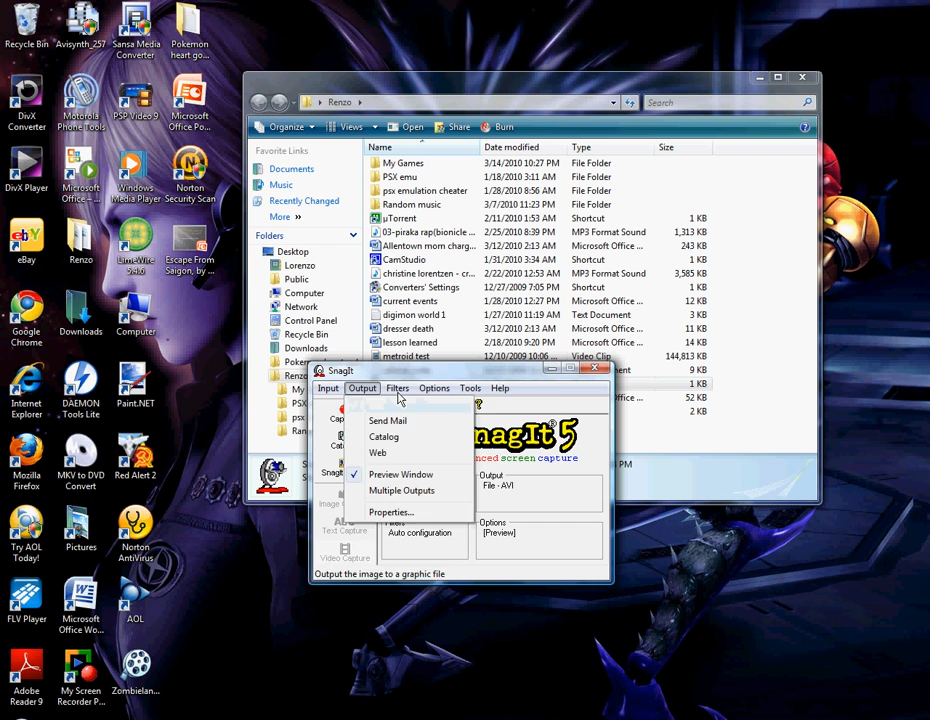 Recycle Bin
Avisynth_257
Sansa Media
Converter
Pokemon
heart go...
DivX
Converter
Motorola
Phone Tools
PSP Video 9
Microsoft
Office Po...
DivX Player
Microsoft
Office – ...
Windows
Media Player
Norton
Security Scan
eBay
Renzo
LimeWire
5.4.6
Escape From
Saigon, by ...
Google
Chrome
Downloads
Computer
Internet
Explorer
DAEMON
Tools Lite
Paint.NET
Mozilla
Firefox
MKV to DVD
Convert
Red Alert 2
Try AOL
Today!
Pictures
Norton
AntiVirus
FLV Player
Microsoft
Office Wo...
AOL
Adobe
Reader 9
My Screen
Recorder P...
Zombielan...
Renzo
Search
Organize
Views
Open
Share
Burn
Favorite Links
Documents
Music
Recently Changed
More »
Folders
Desktop
Lorenzo
Public
Computer
Network
Control Panel
Recycle Bin
Downloads
Name Date modified Type Size
My Games 3/14/2010 10:27 PM File Folder
PSX emu 1/18/2010 3:11 AM File Folder
psx emulation cheater 1/28/2010 8:56 AM File Folder
Random music 3/7/2010 11:23 PM File Folder
µTorrent 2/11/2010 1:53 AM Shortcut 1 KB
03-piraka rap(bionicle ... 2/25/2010 8:39 PM MP3 Format Sound 1,313 KB
Allentown mom charg... 3/12/2010 2:13 AM Microsoft Office ... 243 KB
CamStudio 1/31/2010 3:34 AM Shortcut 1 KB
christine lorentzen - cr... 2/22/2010 12:53 AM MP3 Format Sound 3,585 KB
Converters' Settings 12/27/2009 7:05 PM Shortcut 1 KB
current events 1/28/2010 12:27 PM Microsoft Office ... 12 KB
digimon world 1 1/27/2010 11:19 AM Text Document 3 KB
dresser death 3/12/2010 2:13 AM Microsoft Office ... 11 KB
lesson learned 2/18/2010 9:20 PM Microsoft Office ... 14 KB
metroid test 12/10/2009 10:06 ... Video Clip 144,813 KB
9 KB
1 KB
52 KB
2 KB
SnagIt
Input Output Filters Options Tools Help
Send Mail
Catalog
Web
Preview Window
Multiple Outputs
Properties...
nagIt® 5
nced screen capture
Output
File - AVI
Filters
Auto configuration
Options
[Preview]
Text Capture
Video Capture
Output the image to a graphic file